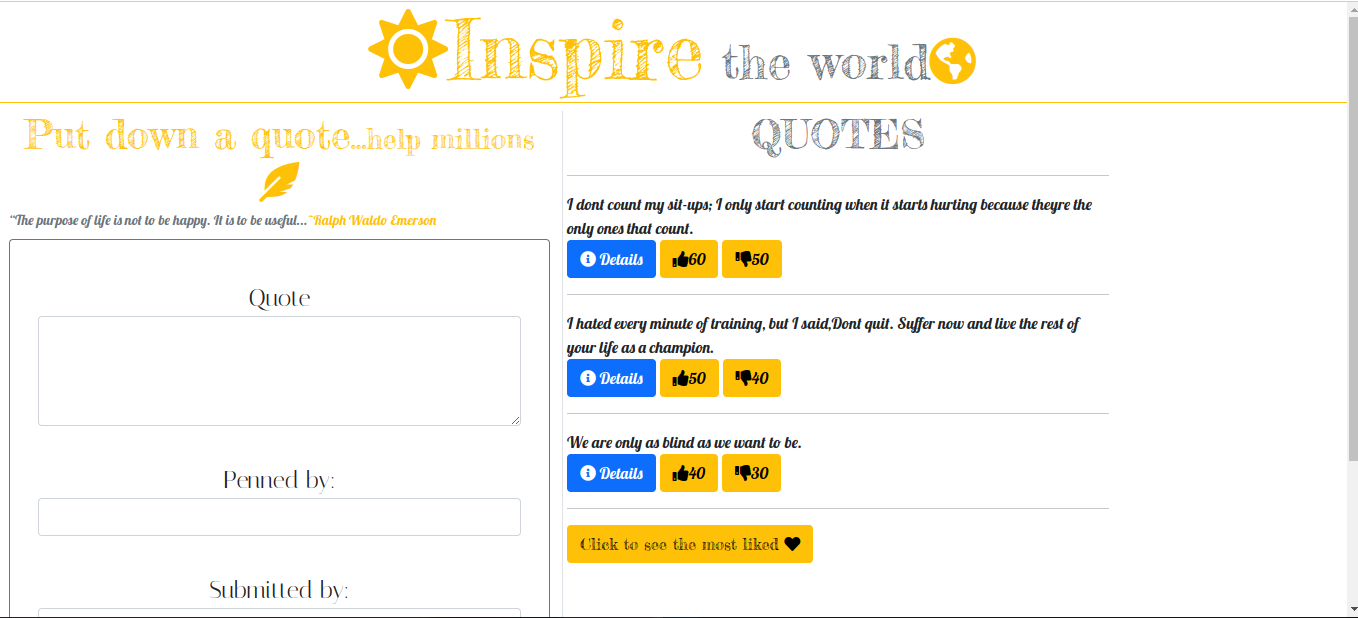 Inspire the world
Put down a quote...help millions
“The purpose of life is not to be happy. It is to be useful...~Ralph Waldo Emerson
Quote
Penned by:
Submitted by:
QUOTES
I dont count my sit-ups; I only start counting when it starts hurting because theyre the
only ones that count.
Details 60 50
I hated every minute of training, but I said,Dont quit. Suffer now and live the rest of
your life as a champion.
Details 50 40
We are only as blind as we want to be.
Details 40 30
Click to see the most liked